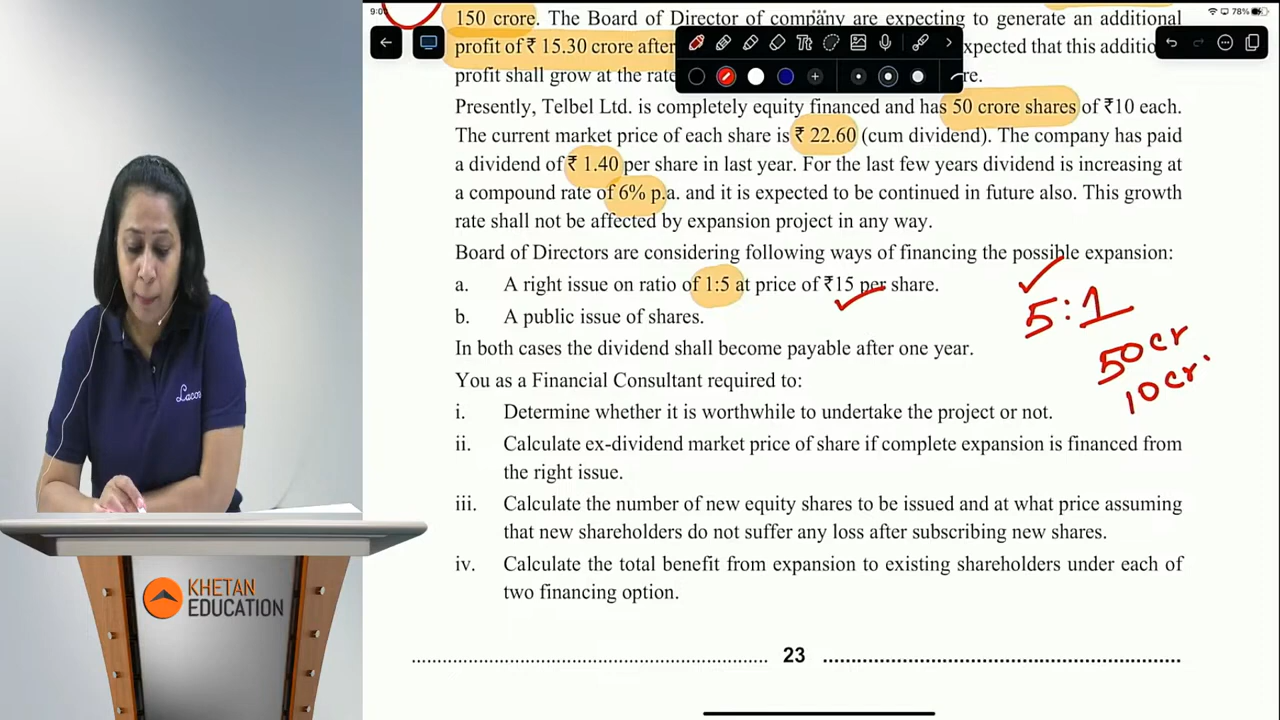 9:0
78%
150 crore. The Board of Director of company are expecting to generate an additional
profit of ₹ 15.30 crore after xpected that this additio
profit shall grow at the rate re.
Presently, Telbel Ltd. is completely equity financed and has 50 crore shares of ₹10 each.
The current market price of each share is ₹ 22.60 (cum dividend). The company has paid
a dividend of ₹ 1.40 per share in last year. For the last few years dividend is increasing at
a compound rate of 6% p.a. and it is expected to be continued in future also. This growth
rate shall not be affected by expansion project in any way.
Board of Directors are considering following ways of financing the possible expansion:
a. A right issue on ratio of 1:5 at price of ₹15 per share.
5:1
b. A public issue of shares.
50 cr
In both cases the dividend shall become payable after one year.
10 cr.
You as a Financial Consultant required to:
i. Determine whether it is worthwhile to undertake the project or not.
ii. Calculate ex-dividend market price of share if complete expansion is financed from
the right issue.
iii. Calculate the number of new equity shares to be issued and at what price assuming
that new shareholders do not suffer any loss after subscribing new shares.
iv. Calculate the total benefit from expansion to existing shareholders under each of
two financing option.
23
Lacos
KHETAN
EDUCATION